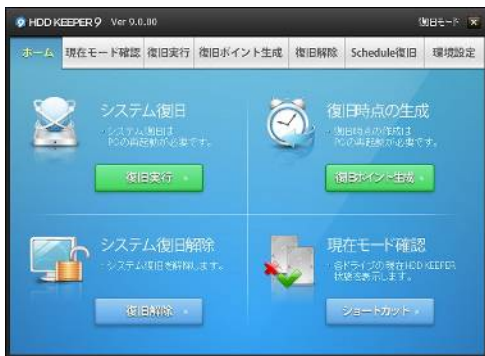 HDD KEEPER 9 Ver 9.0.00
復旧モード
ホーム 現在モード確認 復旧実行 復旧ポイント生成 復旧解除 Schedule復旧 環境設定
システム復旧
・システム復旧は
PCの再起動が必要です。
復旧実行
復旧時点の生成
・復旧時点の作成は
PCの再起動が必要です。
復旧ポイント生成
システム復旧解除
・システム復旧を解除します。
復旧解除
現在モード確認
・各ドライブの現在HDD KEEPER
状態を表示します。
ショートカット